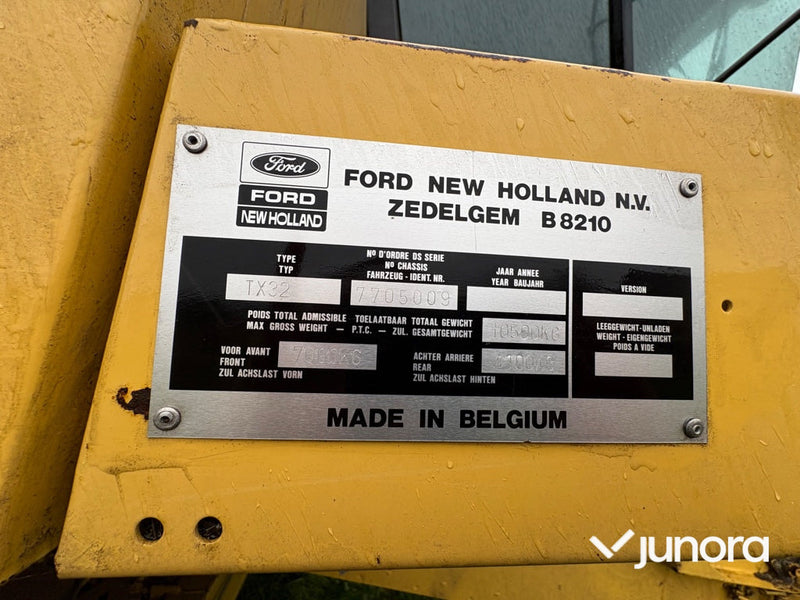 Ford
FORD
NEW HOLLAND
FORD NEW HOLLAND N.V.
ZEDELGEM B 8210
TYPE
TYP
TX32
Nº D'ORDRE DS SERIE
Nº CHASSIS
FAHRZEUG - IDENT. NR.
7705009
JAAR ANNEE
YEAR BAUJAHR
VERSION
POIDS TOTAL ADMISSIBLE TOELAATBAAR TOTAAL GEWICHT
MAX GROSS WEIGHT - P.T.C. - ZUL. GESAMTGEWICHT
10500KG
LEEGGEWICHT-UNLADEN
WEIGHT - EIGENGEWICHT
POIDS A VIDE
VOOR AVANT
FRONT
ZUL ACHSLAST VORN
ACHTER ARRIERE
REAR
ZUL ACHSLAST HINTEN
MADE IN BELGIUM
junora